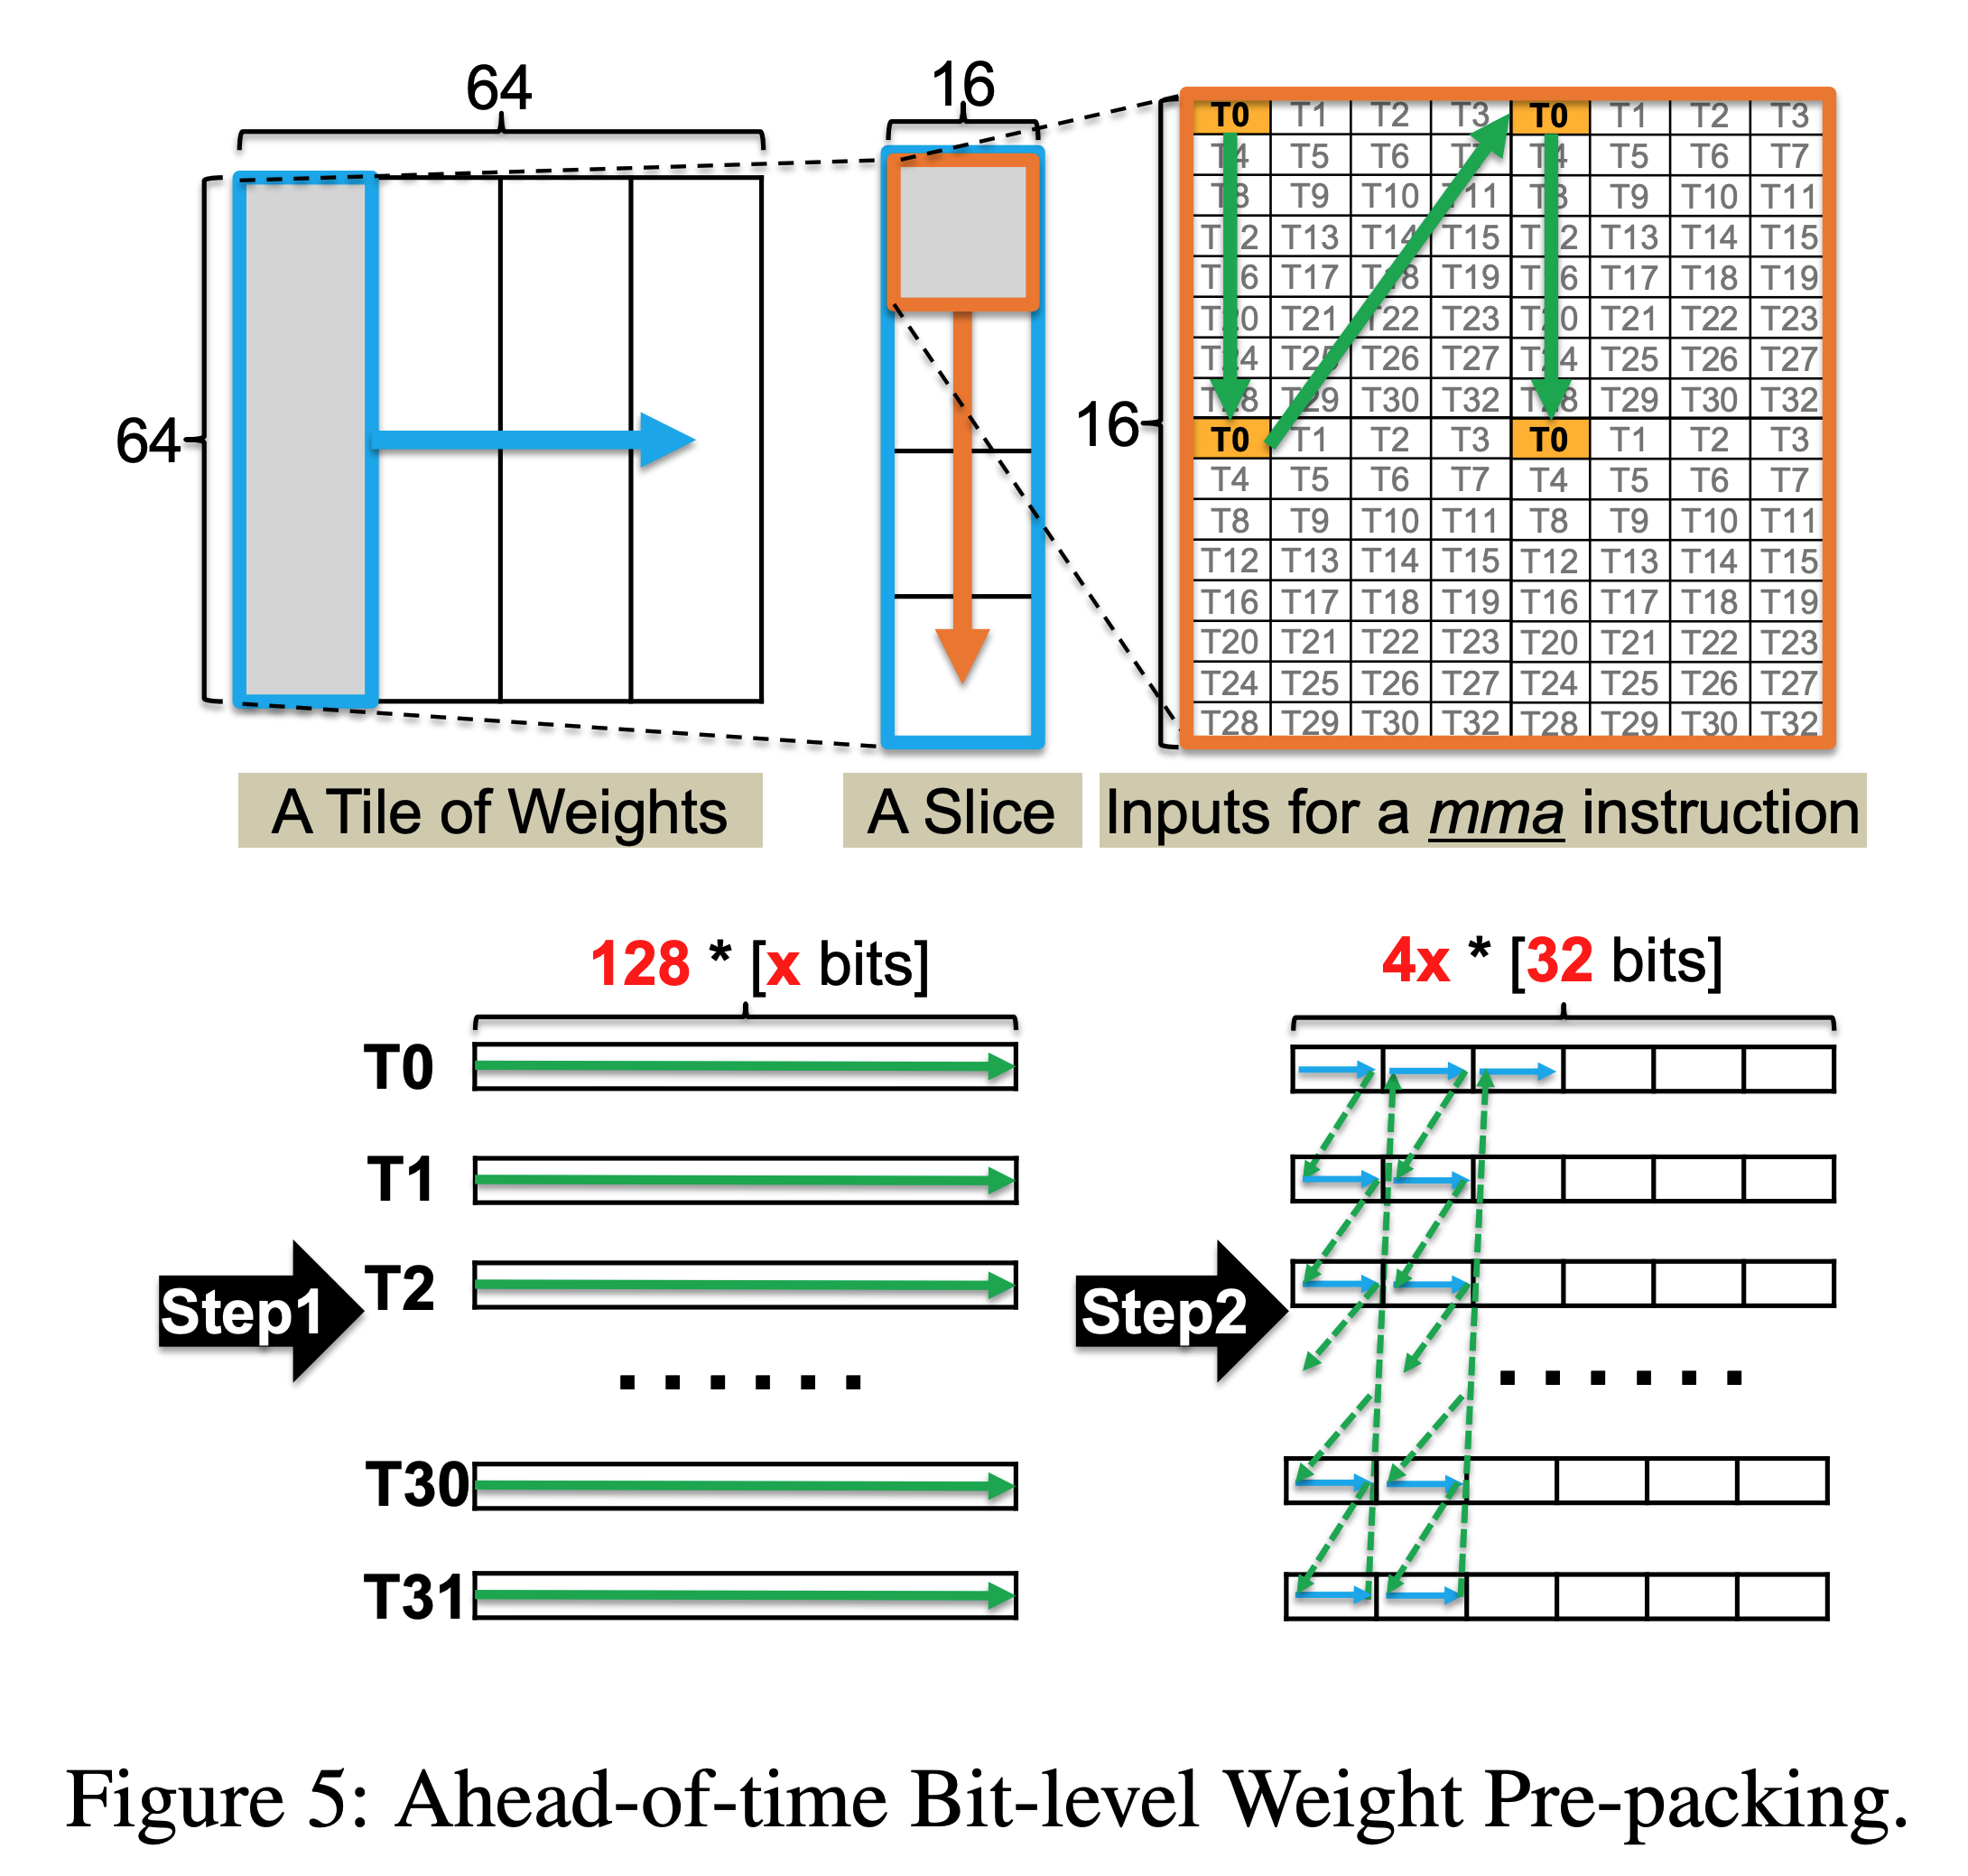 64
16
64
16
T0 T1 T2 T3 T0 T1 T2 T3
T4 T5 T6 T7 T4 T5 T6 T7
T8 T9 T10 T11 T8 T9 T10 T11
T12 T13 T14 T15 T12 T13 T14 T15
T16 T17 T18 T19 T16 T17 T18 T19
T20 T21 T22 T23 T20 T21 T22 T23
T24 T25 T26 T27 T24 T25 T26 T27
T28 T29 T30 T32 T28 T29 T30 T32
T0 T1 T2 T3 T0 T1 T2 T3
T4 T5 T6 T7 T4 T5 T6 T7
T8 T9 T10 T11 T8 T9 T10 T11
T12 T13 T14 T15 T12 T13 T14 T15
T16 T17 T18 T19 T16 T17 T18 T19
T20 T21 T22 T23 T20 T21 T22 T23
T24 T25 T26 T27 T24 T25 T26 T27
T28 T29 T30 T32 T28 T29 T30 T32
A Tile of Weights
A Slice
Inputs for a mma instruction
Step1
128 * [x bits]
T0
T1
T2
......
T30
T31
Step2
4x * [32 bits]
......
Figure 5: Ahead-of-time Bit-level Weight Pre-packing.